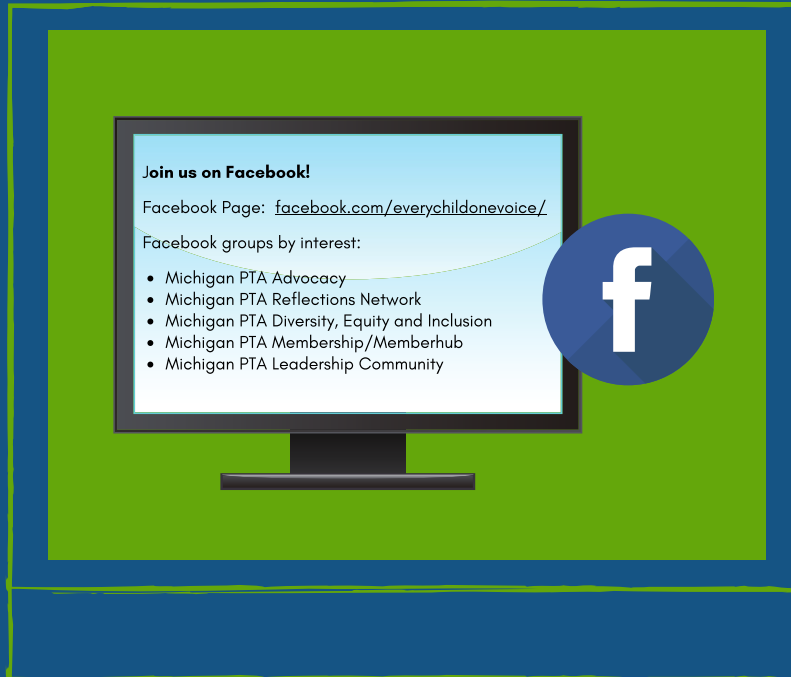 Join us on Facebook!
Facebook Page: facebook.com/everychildonevoice/
Facebook groups by interest:
• Michigan PTA Advocacy
• Michigan PTA Reflections Network
• Michigan PTA Diversity, Equity and Inclusion
• Michigan PTA Membership/Memberhub
• Michigan PTA Leadership Community
f